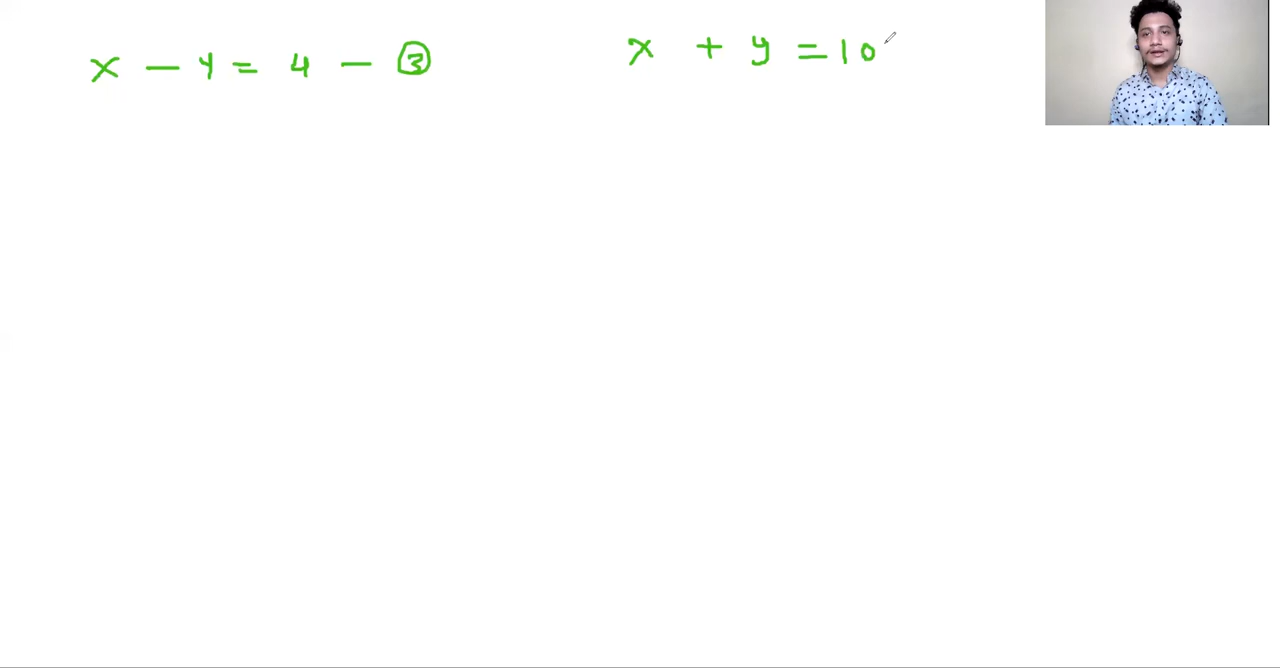 x - y = 4 - ③
x + y = 10